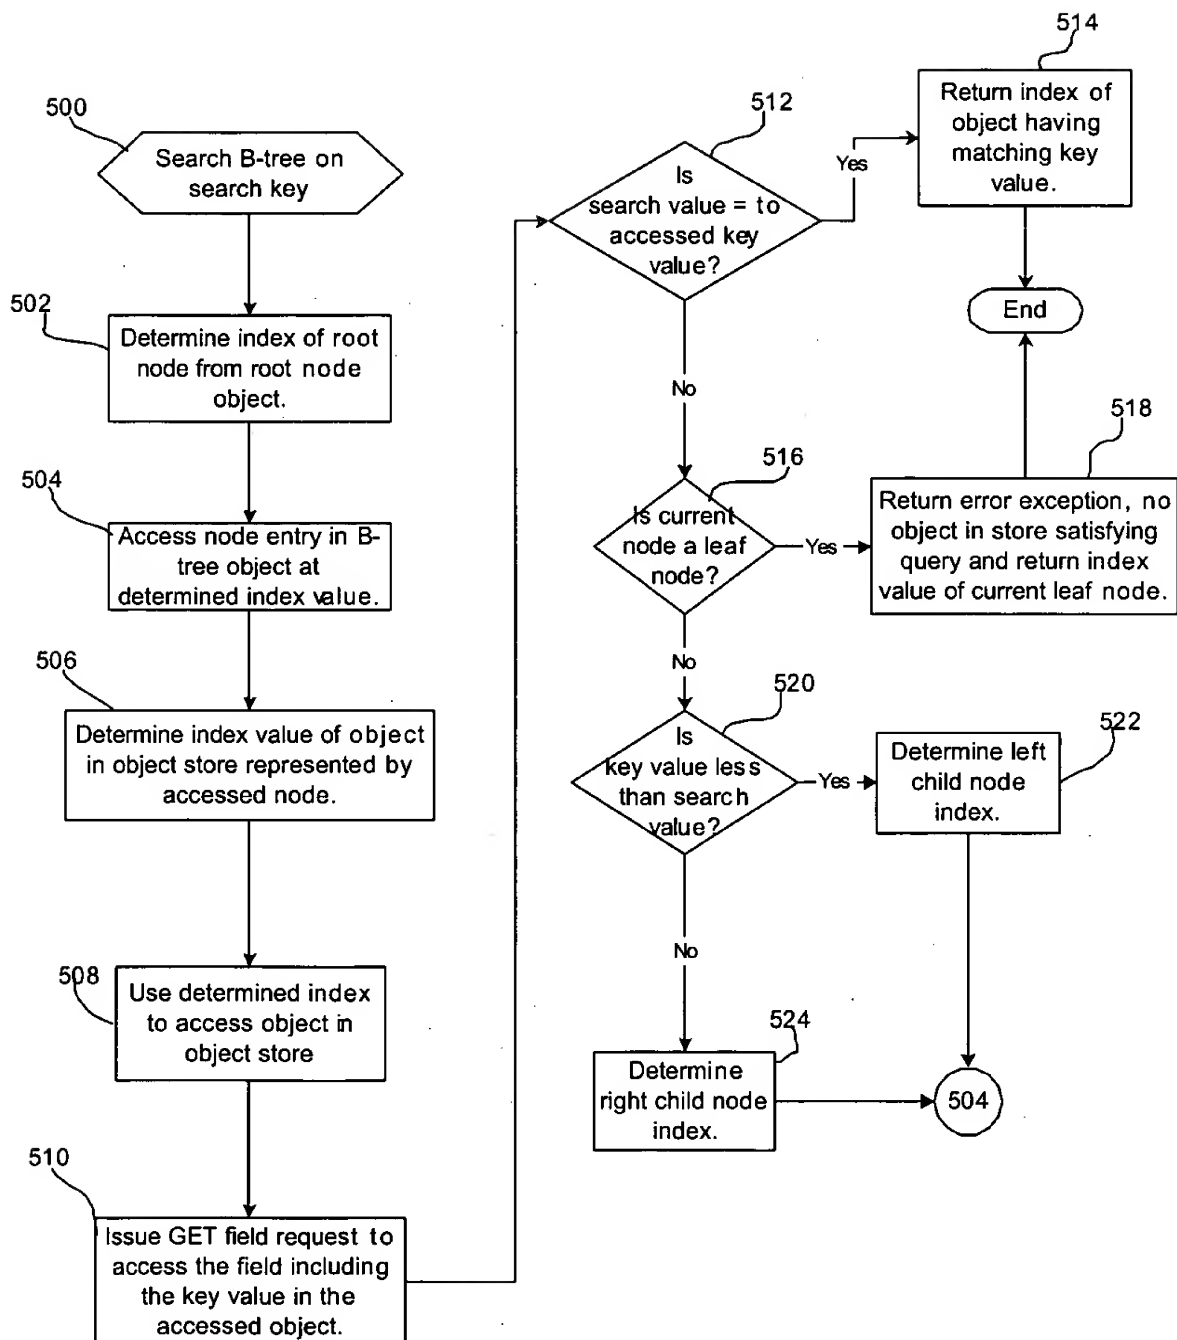 500
Search B-tree on
search key
502
Determine index of root
node from root node
object.
504
Access node entry in B-
tree object at
determined index value.
506
Determine index value of object
in object store represented by
accessed node.
508
Use determined index
to access object in
object store
510
Issue GET field request to
access the field including
the key value in the
accessed object.
512
Is
search value = to
accessed key
value?
Yes
514
Return index of
object having
matching key
value.
End
No
516
Is current
node a leaf
node?
Yes
518
Return error exception, no
object in store satisfying
query and return index
value of current leaf node.
No
520
Is
key value less
than search
value?
Yes
522
Determine left
child node
index.
No
524
Determine
right child node
index.
504